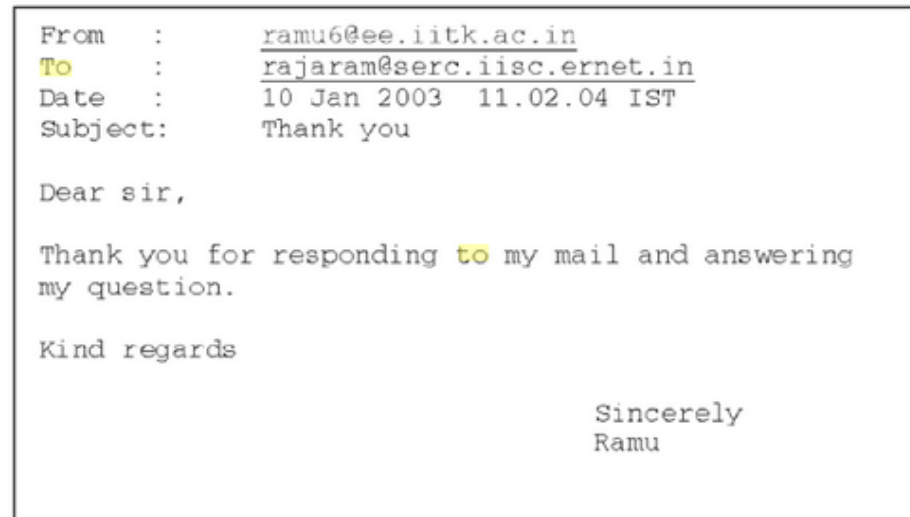 From : ramu6@ee.iitk.ac.in
To : rajaram@serc.iisc.ernet.in
Date : 10 Jan 2003 11.02.04 IST
Subject: Thank you
Dear sir,
Thank you for responding to my mail and answering
my question.
Kind regards
Sincerely
Ramu